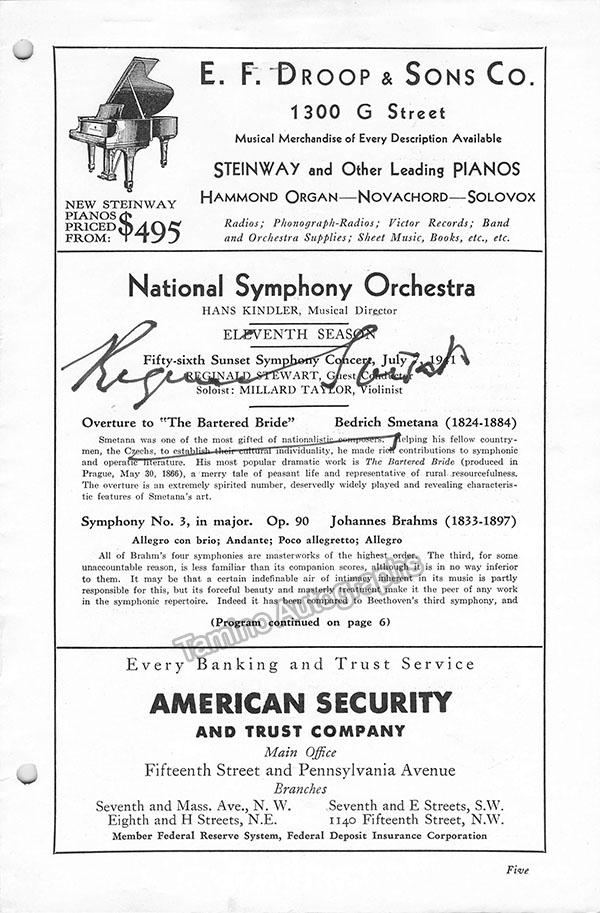 E. F. DROOP & SONS CO.
1300 G Street
Musical Merchandise of Every Description Available
STEINWAY and Other Leading PIANOS
HAMMOND ORGAN—NOVACHORD—SOLOVOX
Radios; Phonograph-Radios; Victor Records; Band
and Orchestra Supplies; Sheet Music, Books, etc., etc.
NEW STEINWAY
PIANOS
PRICED
FROM: $495
National Symphony Orchestra
HANS KINDLER, Musical Director
ELEVENTH SEASON
Fifty-sixth Sunset Symphony Concert, July 1941
REGINALD STEWART, Guest Conductor
Soloist: MILLARD TAYLOR, Violinist
Reginald Stewart
Overture to "The Bartered Bride" Bedrich Smetana (1824-1884)
Smetana was one of the most gifted of nationalistic composers. Helping his fellow country-
men, the Czechs, to establish their cultural individuality, he made rich contributions to symphonic
and operatic literature. His most popular dramatic work is The Bartered Bride (produced in
Prague, May 30, 1866), a merry tale of peasant life and representative of rural resourcefulness.
The overture is an extremely spirited number, deservedly widely played and revealing characteris-
tic features of Smetana's art.
Symphony No. 3, in major. Op. 90 Johannes Brahms (1833-1897)
Allegro con brio; Andante; Poco allegretto; Allegro
All of Brahm's four symphonies are masterworks of the highest order. The third, for some
unaccountable reason, is less familiar than its companion scores, although it is in no way inferior
to them. It may be that a certain indefinable air of intimacy inherent in its music is partly
responsible for this, but its forceful beauty and masterly treatment make it the peer of any work
in the symphonic repertoire. Indeed it has been compared to Beethoven's third symphony, and
(Program continued on page 6)
Tamino Autographs
Every Banking and Trust Service
AMERICAN SECURITY
AND TRUST COMPANY
Main Office
Fifteenth Street and Pennsylvania Avenue
Branches
Seventh and Mass. Ave., N. W. Seventh and E Streets, S.W.
Eighth and H Streets, N.E. 1140 Fifteenth Street, N.W.
Member Federal Reserve System, Federal Deposit Insurance Corporation
Five